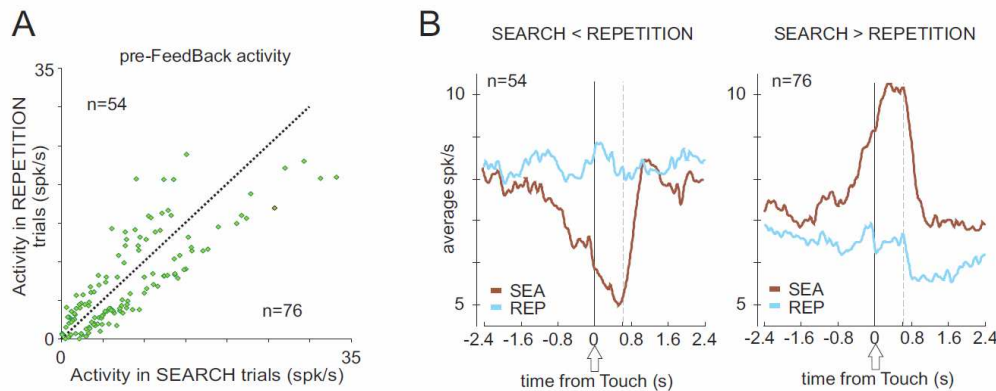 A
pre-FeedBack activity
35
n=54
Activity in REPETITION
trials (spk/s)
n=76
0
0
35
Activity in SEARCH trials (spk/s)
B
SEARCH < REPETITION
n=54
10
average spk/s
5
SEA
REP
-2.4 -1.6 -0.8 0 0.8 1.6 2.4
time from Touch (s)
SEARCH > REPETITION
n=76
10
5
SEA
REP
-2.4 -1.6 -0.8 0 0.8 1.6 2.4
time from Touch (s)